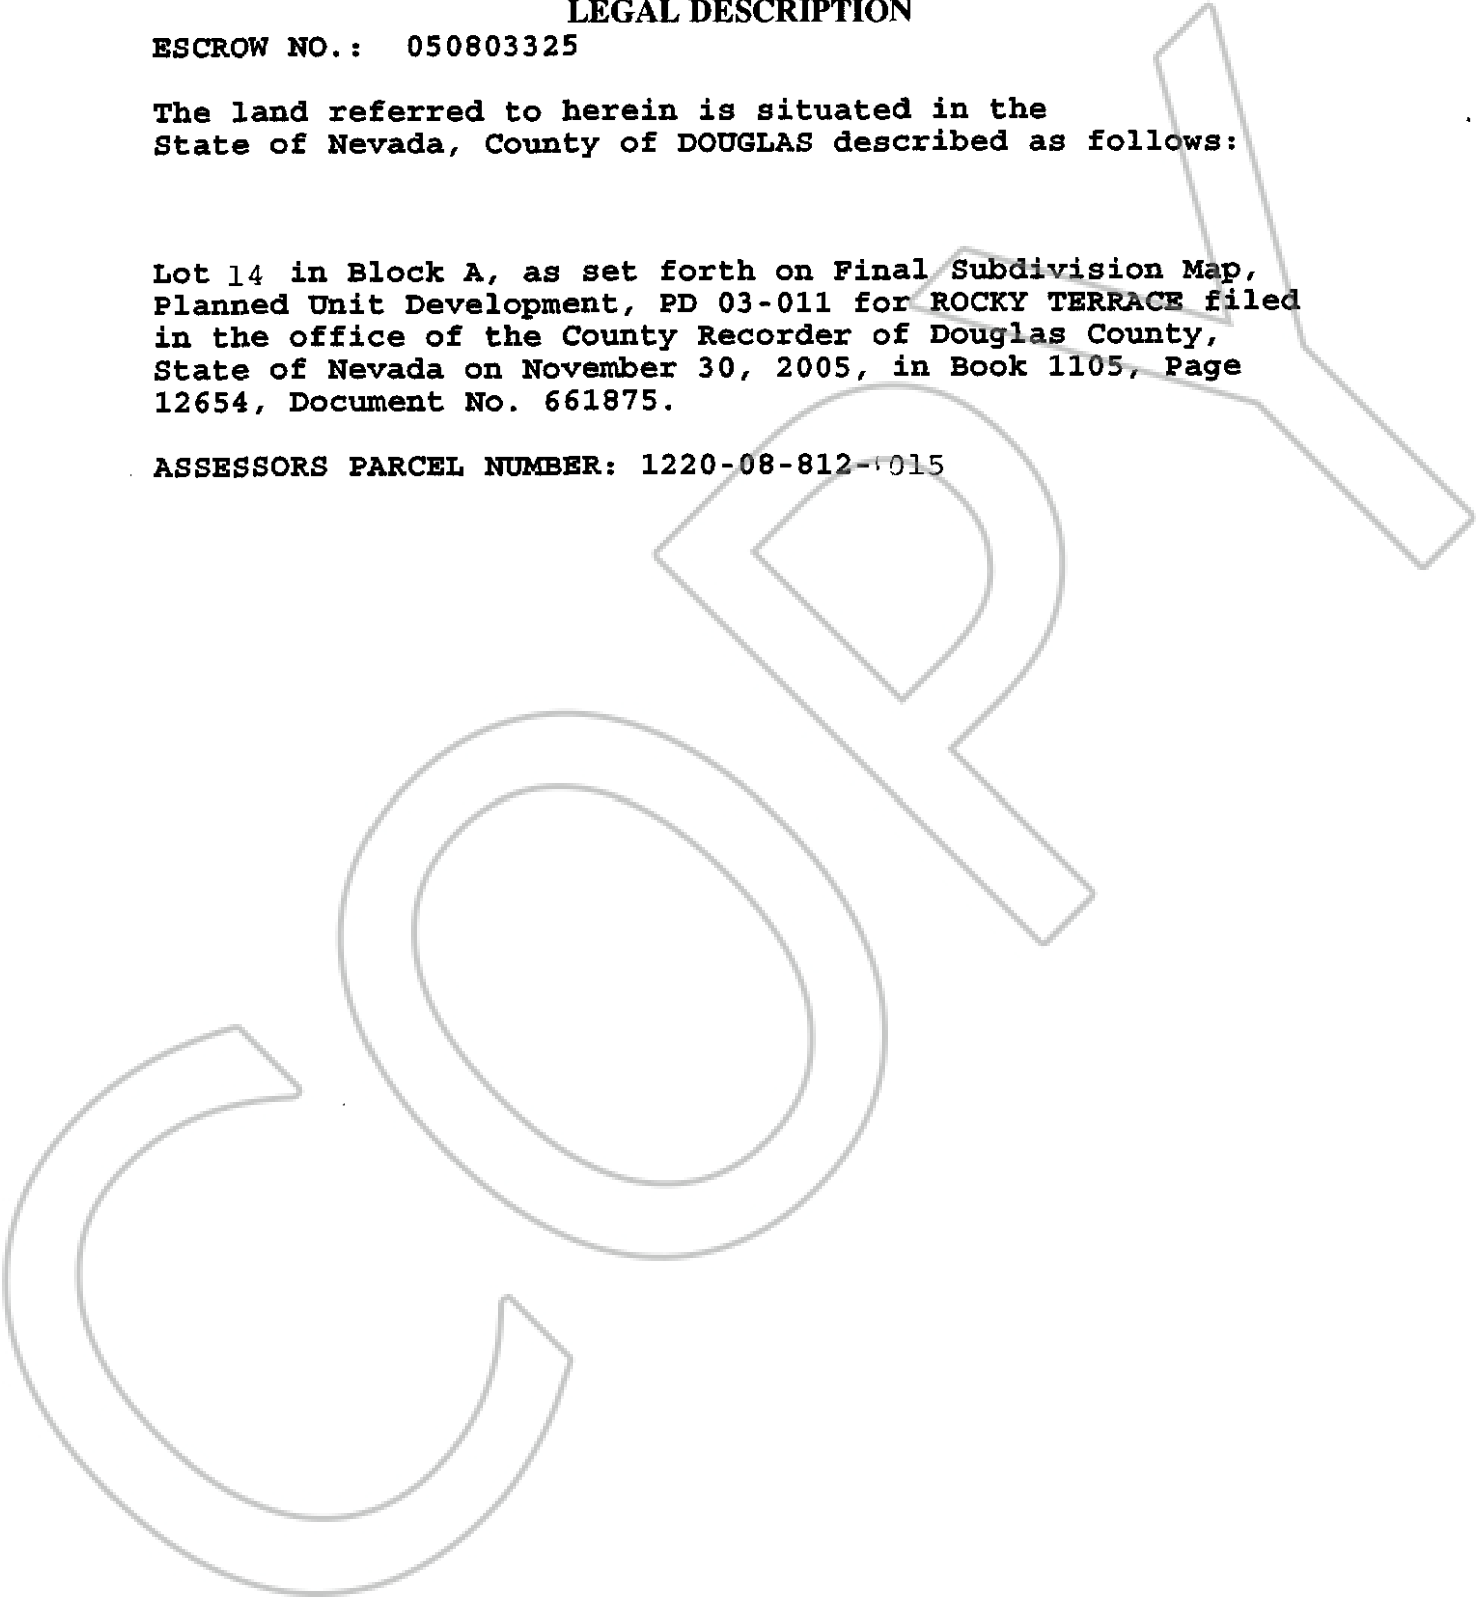 LEGAL DESCRIPTION
ESCROW NO.: 050803325
The land referred to herein is situated in the
State of Nevada, County of DOUGLAS described as follows:
Lot 14 in Block A, as set forth on Final Subdivision Map,
Planned Unit Development, PD 03-011 for ROCKY TERRACE filed
in the office of the County Recorder of Douglas County,
State of Nevada on November 30, 2005, in Book 1105, Page
12654, Document No. 661875.
ASSESSORS PARCEL NUMBER: 1220-08-812-015
COPY